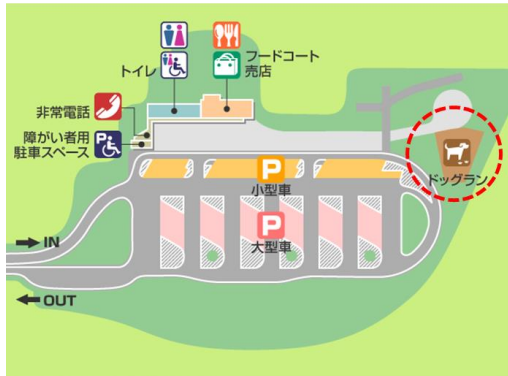 トイレ
フードコート
売店
非常電話
障がい者用
駐車スペース
P
ドッグラン
P
小型車
P
大型車
IN
OUT